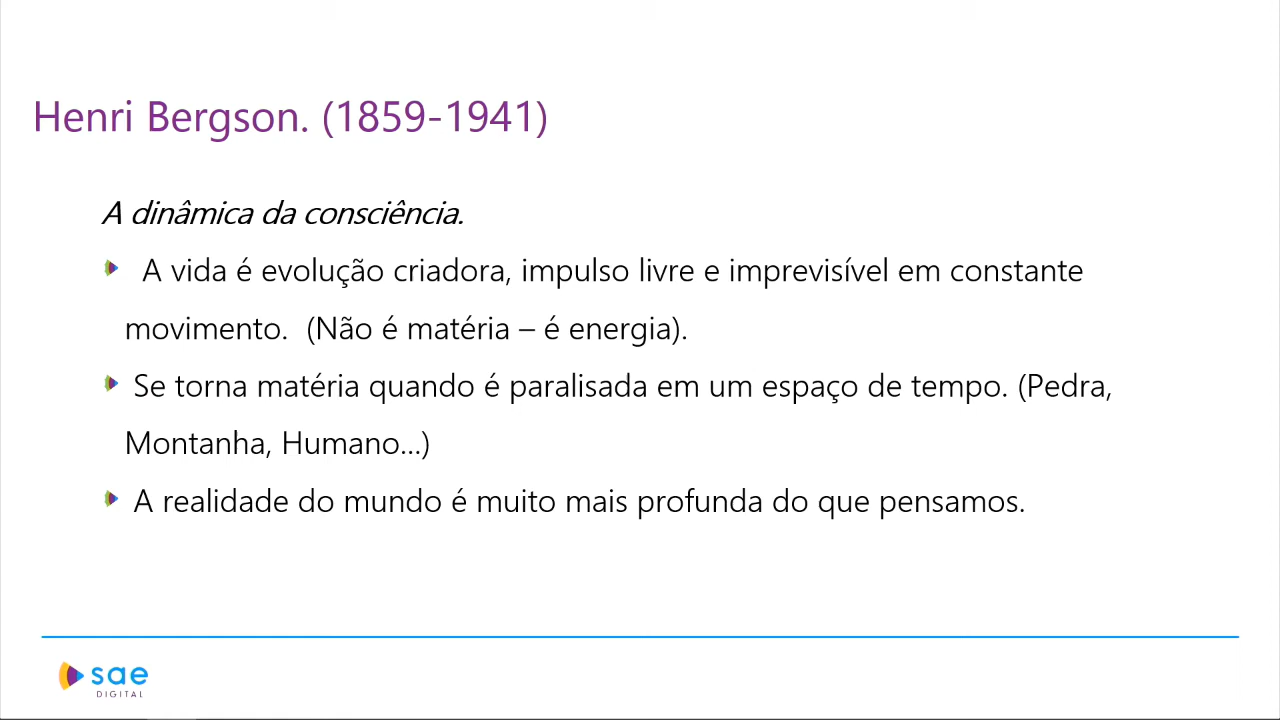 Henri Bergson. (1859-1941)
A dinâmica da consciência.
A vida é evolução criadora, impulso livre e imprevisível em constante
movimento.  (Não é matéria – é energia).
Se torna matéria quando é paralisada em um espaço de tempo. (Pedra,
Montanha, Humano...)
A realidade do mundo é muito mais profunda do que pensamos.
sae
DIGITAL